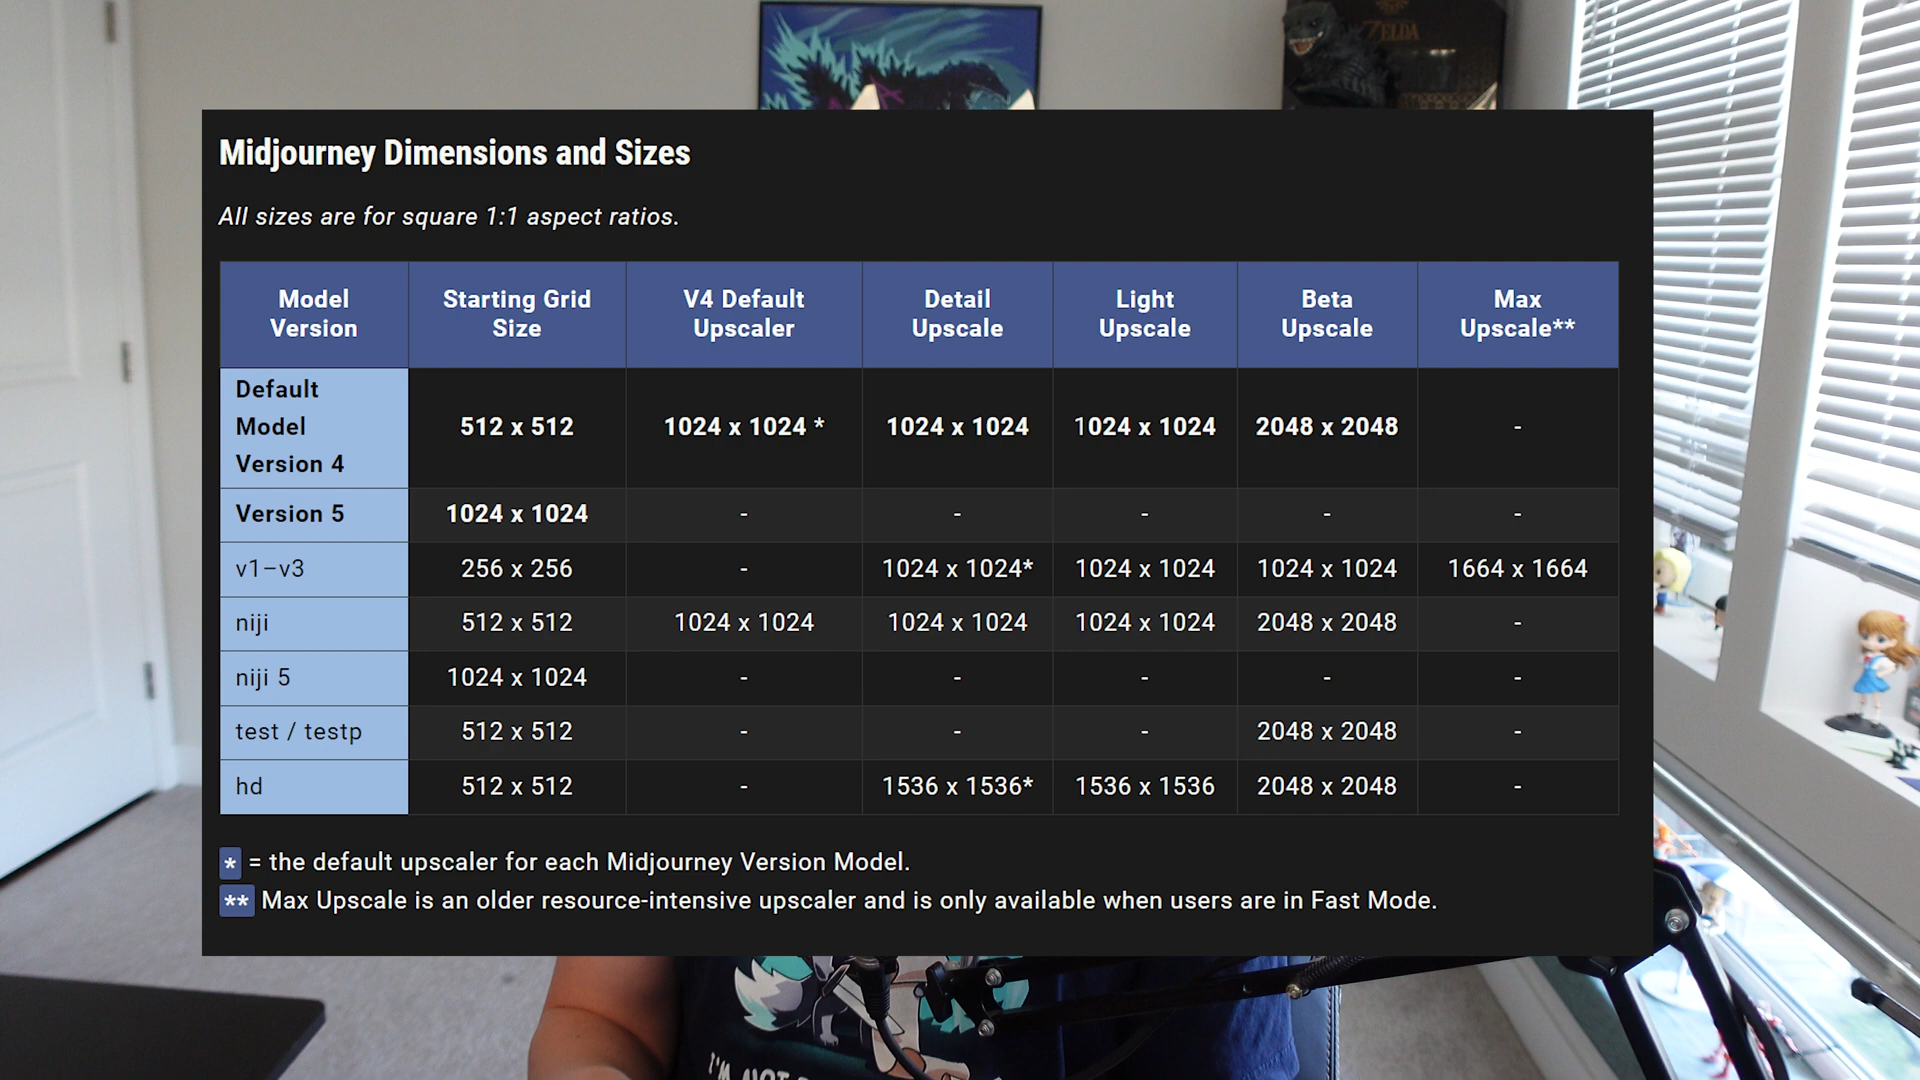 ZELDA
Midjourney Dimensions and Sizes
All sizes are for square 1:1 aspect ratios.
Model Version Starting Grid Size V4 Default Upscaler Detail Upscale Light Upscale Beta Upscale Max Upscale**
Default Model Version 4 512 x 512 1024 x 1024 * 1024 x 1024 1024 x 1024 2048 x 2048 -
Version 5 1024 x 1024 - - - - -
v1–v3 256 x 256 - 1024 x 1024* 1024 x 1024 1024 x 1024 1664 x 1664
niji 512 x 512 1024 x 1024 1024 x 1024 1024 x 1024 2048 x 2048 -
niji 5 1024 x 1024 - - - - -
test / testp 512 x 512 - - - 2048 x 2048 -
hd 512 x 512 - 1536 x 1536* 1536 x 1536 2048 x 2048 -
* = the default upscaler for each Midjourney Version Model.
** Max Upscale is an older resource-intensive upscaler and is only available when users are in Fast Mode.
I'M NOT